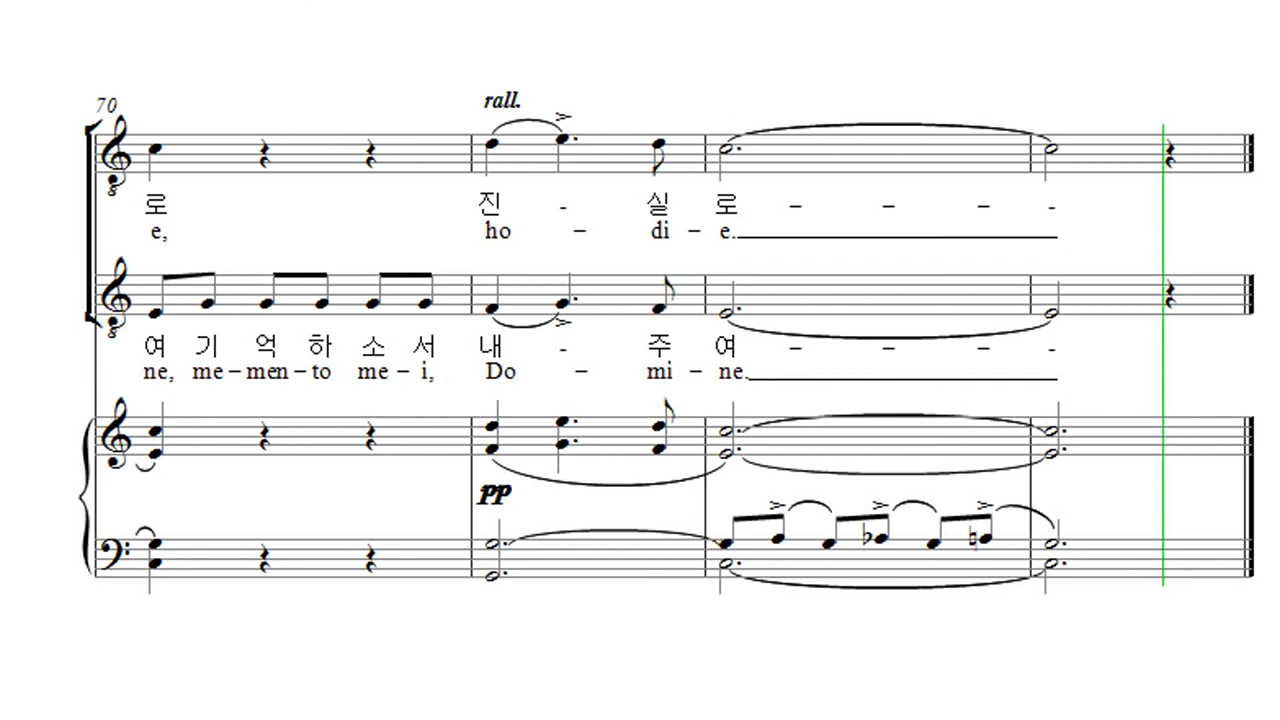 70
rall.
로 진 - 실 로 - - - -
e, ho - di - e.
여 기 억 하 소 서 내 - 주 여 - - - -
ne, me - men - to me - i, Do - mi - ne.
pp